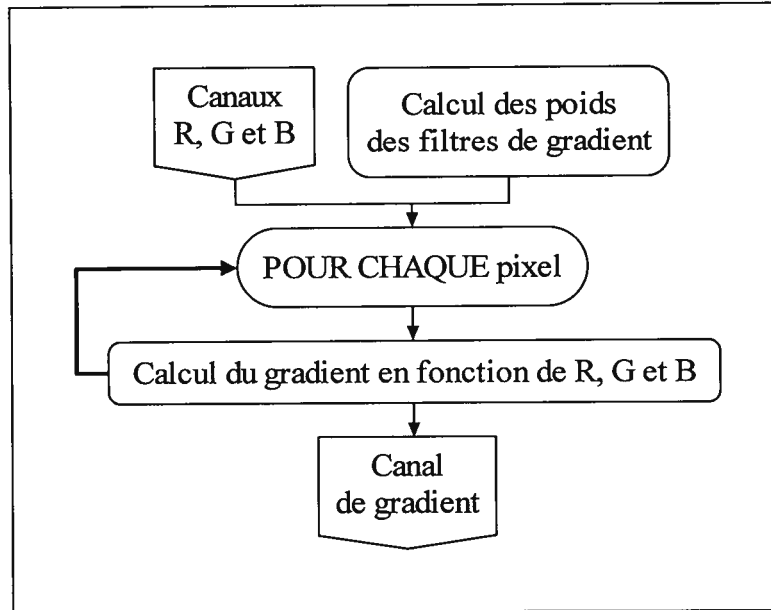 Canaux
R, G et B
Calcul des poids
des filtres de gradient
POUR CHAQUE pixel
Calcul du gradient en fonction de R, G et B
Canal
de gradient